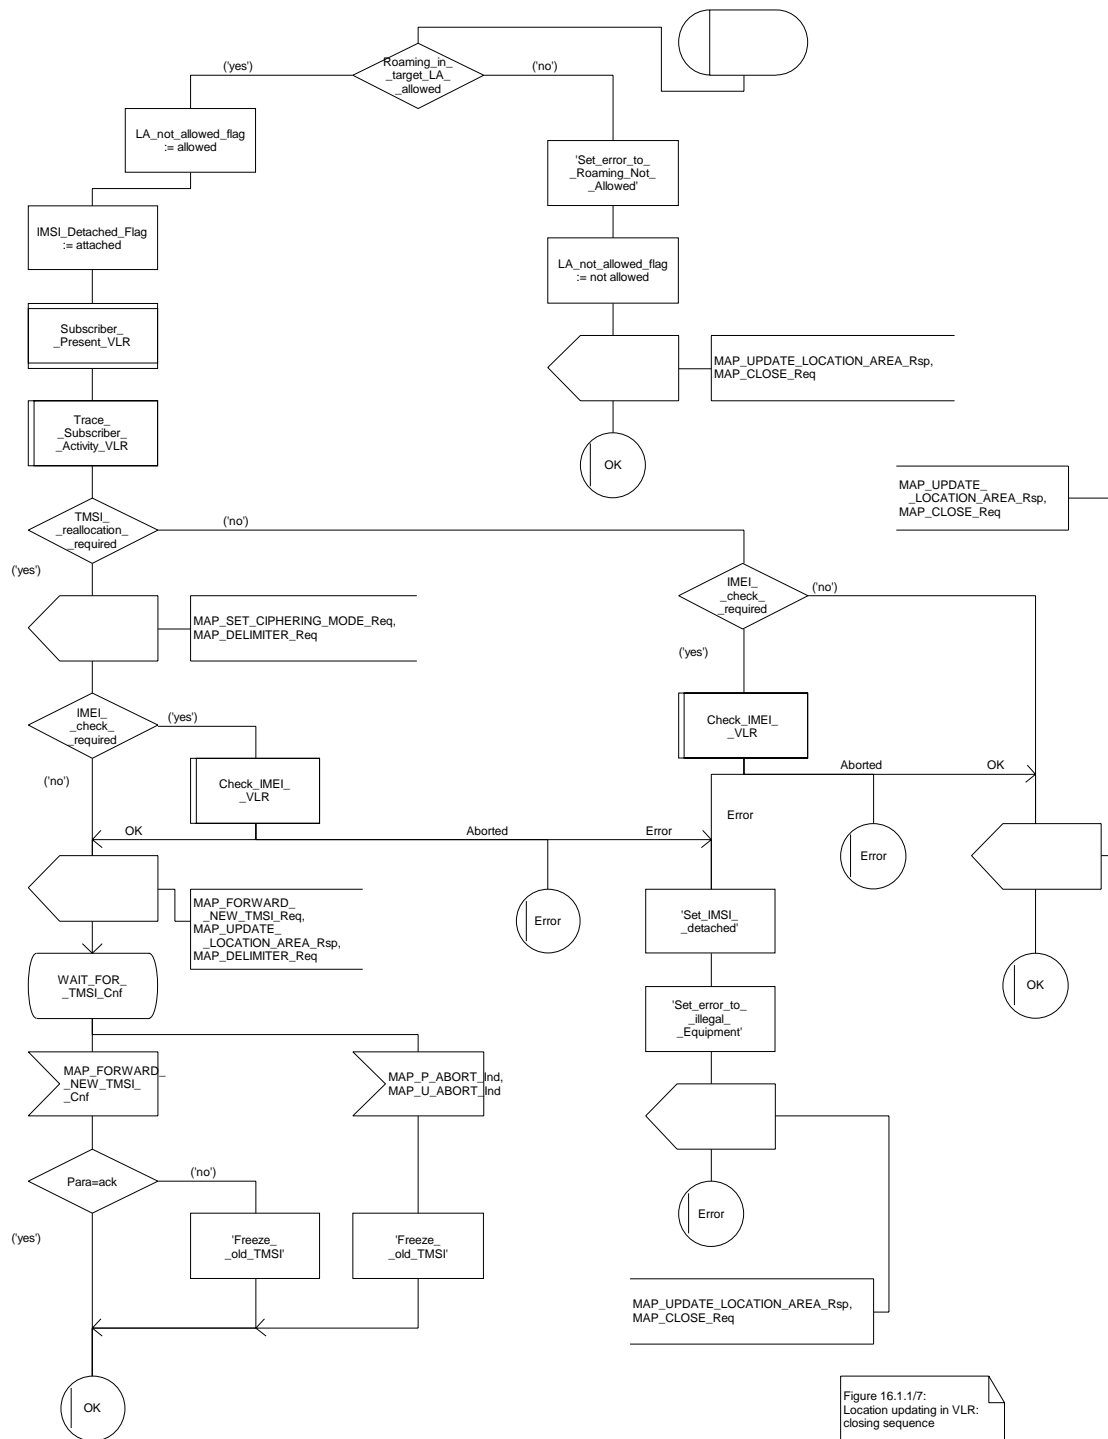 Roaming_in_
_target_LA_
_allowed
('yes')
('no')
LA_not_allowed_flag
:= allowed
'Set_error_to_
_Roaming_Not_
_Allowed'
IMSI_Detached_Flag
:= attached
LA_not_allowed_flag
:= not allowed
Subscriber_
_Present_VLR
MAP_UPDATE_LOCATION_AREA_Rsp,
MAP_CLOSE_Req
Trace_
_Subscriber_
_Activity_VLR
OK
MAP_UPDATE_
_LOCATION_AREA_Rsp,
MAP_CLOSE_Req
TMSI_
_reallocation_
_required
('no')
('yes')
IMEI_
_check_
_required
('no')
('yes')
MAP_SET_CIPHERING_MODE_Req,
MAP_DELIMITER_Req
IMEI_
_check_
_required
('yes')
('no')
Check_IMEI_
_VLR
Check_IMEI_
_VLR
Aborted
OK
Error
OK
Aborted
Error
Error
MAP_FORWARD_
_NEW_TMSI_Req,
MAP_UPDATE_
_LOCATION_AREA_Rsp,
MAP_DELIMITER_Req
Error
'Set_IMSI_
_detached'
WAIT_FOR_
_TMSI_Cnf
OK
'Set_error_to_
_illegal_
_Equipment'
MAP_FORWARD_
_NEW_TMSI_
_Cnf
MAP_P_ABORT_Ind,
MAP_U_ABORT_Ind
Para=ack
('no')
('yes')
Error
'Freeze_
_old_TMSI'
'Freeze_
_old_TMSI'
MAP_UPDATE_LOCATION_AREA_Rsp,
MAP_CLOSE_Req
OK
Figure 16.1.1/7:
Location updating in VLR:
closing sequence